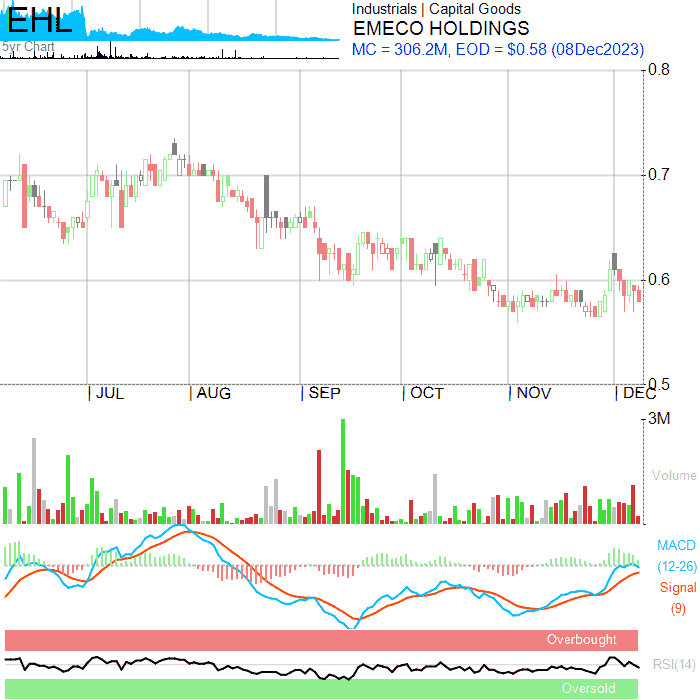 EHL
5yr Chart
Industrials | Capital Goods
EMECO HOLDINGS
MC = 306.2M, EOD = $0.58 (08Dec2023)
0.8
0.7
0.6
0.5
| JUL | AUG | SEP | OCT | NOV | DEC
3M
Volume
MACD
(12-26)
Signal
(9)
Overbought
RSI(14)
Oversold